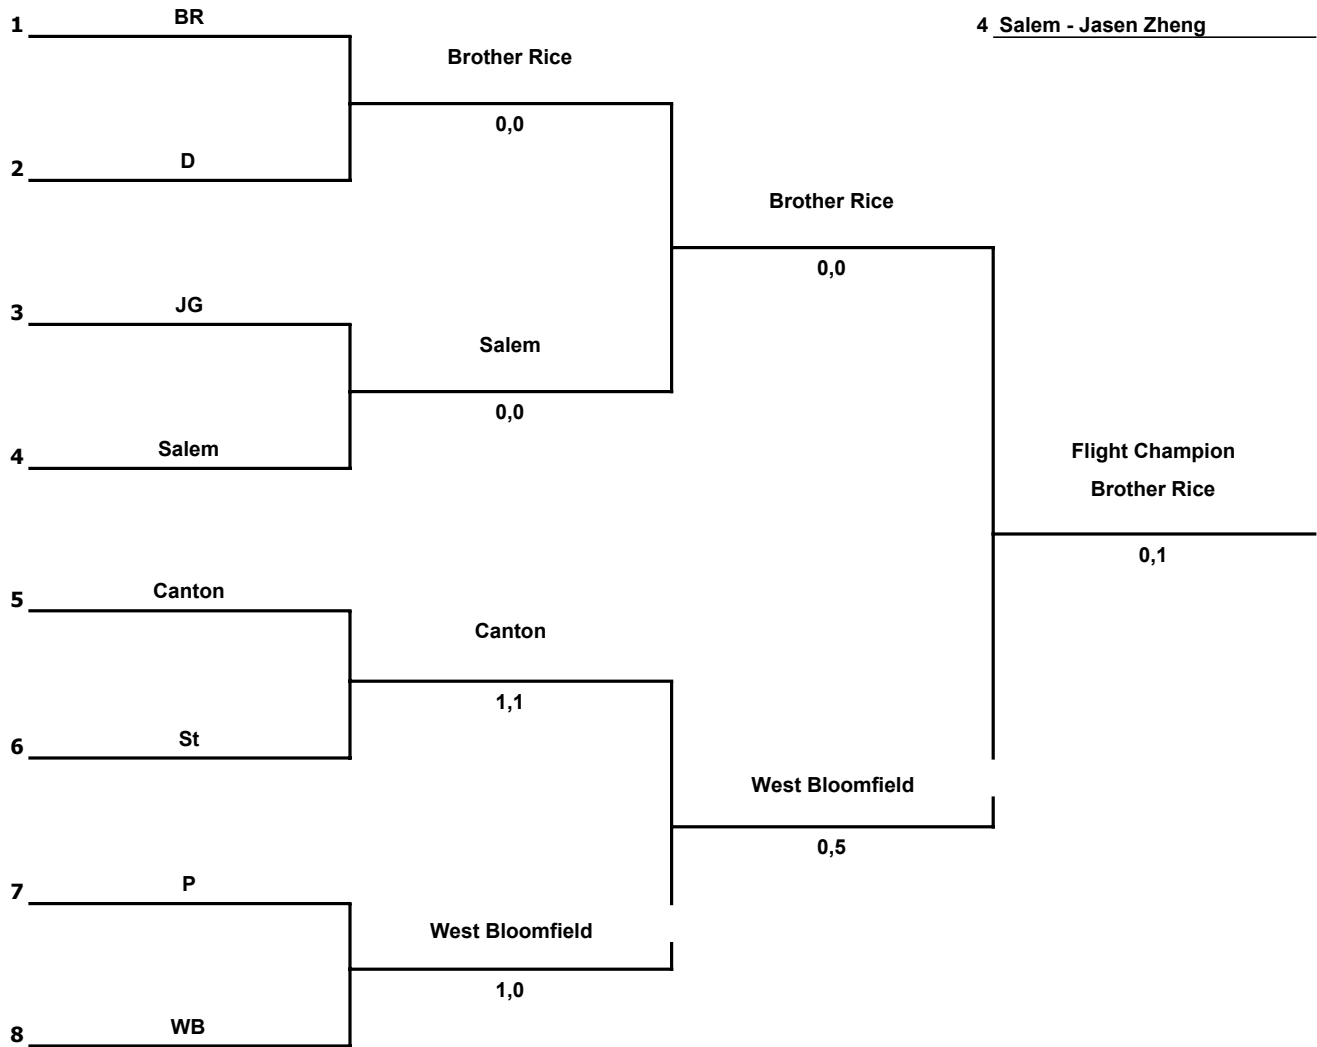 1 BR
4 Salem - Jasen Zheng
Brother Rice
0,0
2 D
Brother Rice
0,0
3 JG
Salem
0,0
4 Salem
Flight Champion
Brother Rice
0,1
5 Canton
Canton
1,1
6 St
West Bloomfield
0,5
7 P
West Bloomfield
1,0
8 WB